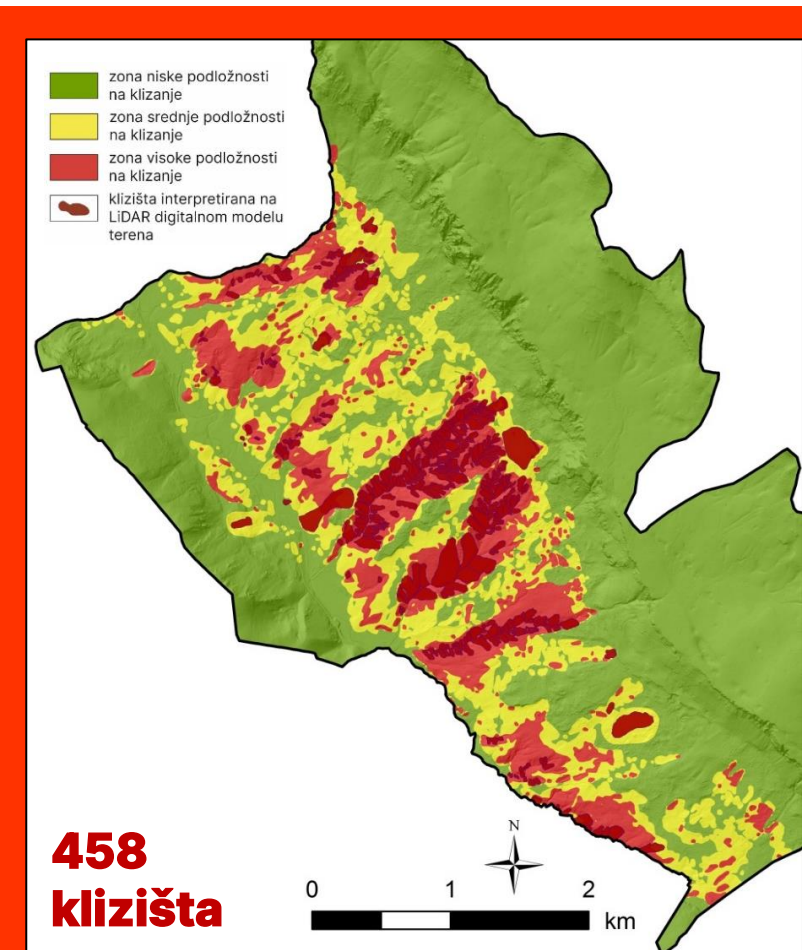 zona niske podložnosti
na klizanje
zona srednje podložnosti
na klizanje
zona visoke podložnosti
na klizanje
klizišta interpretirana na
LiDAR digitalnom modelu
terena
458
klizišta
N
0 1 2
km